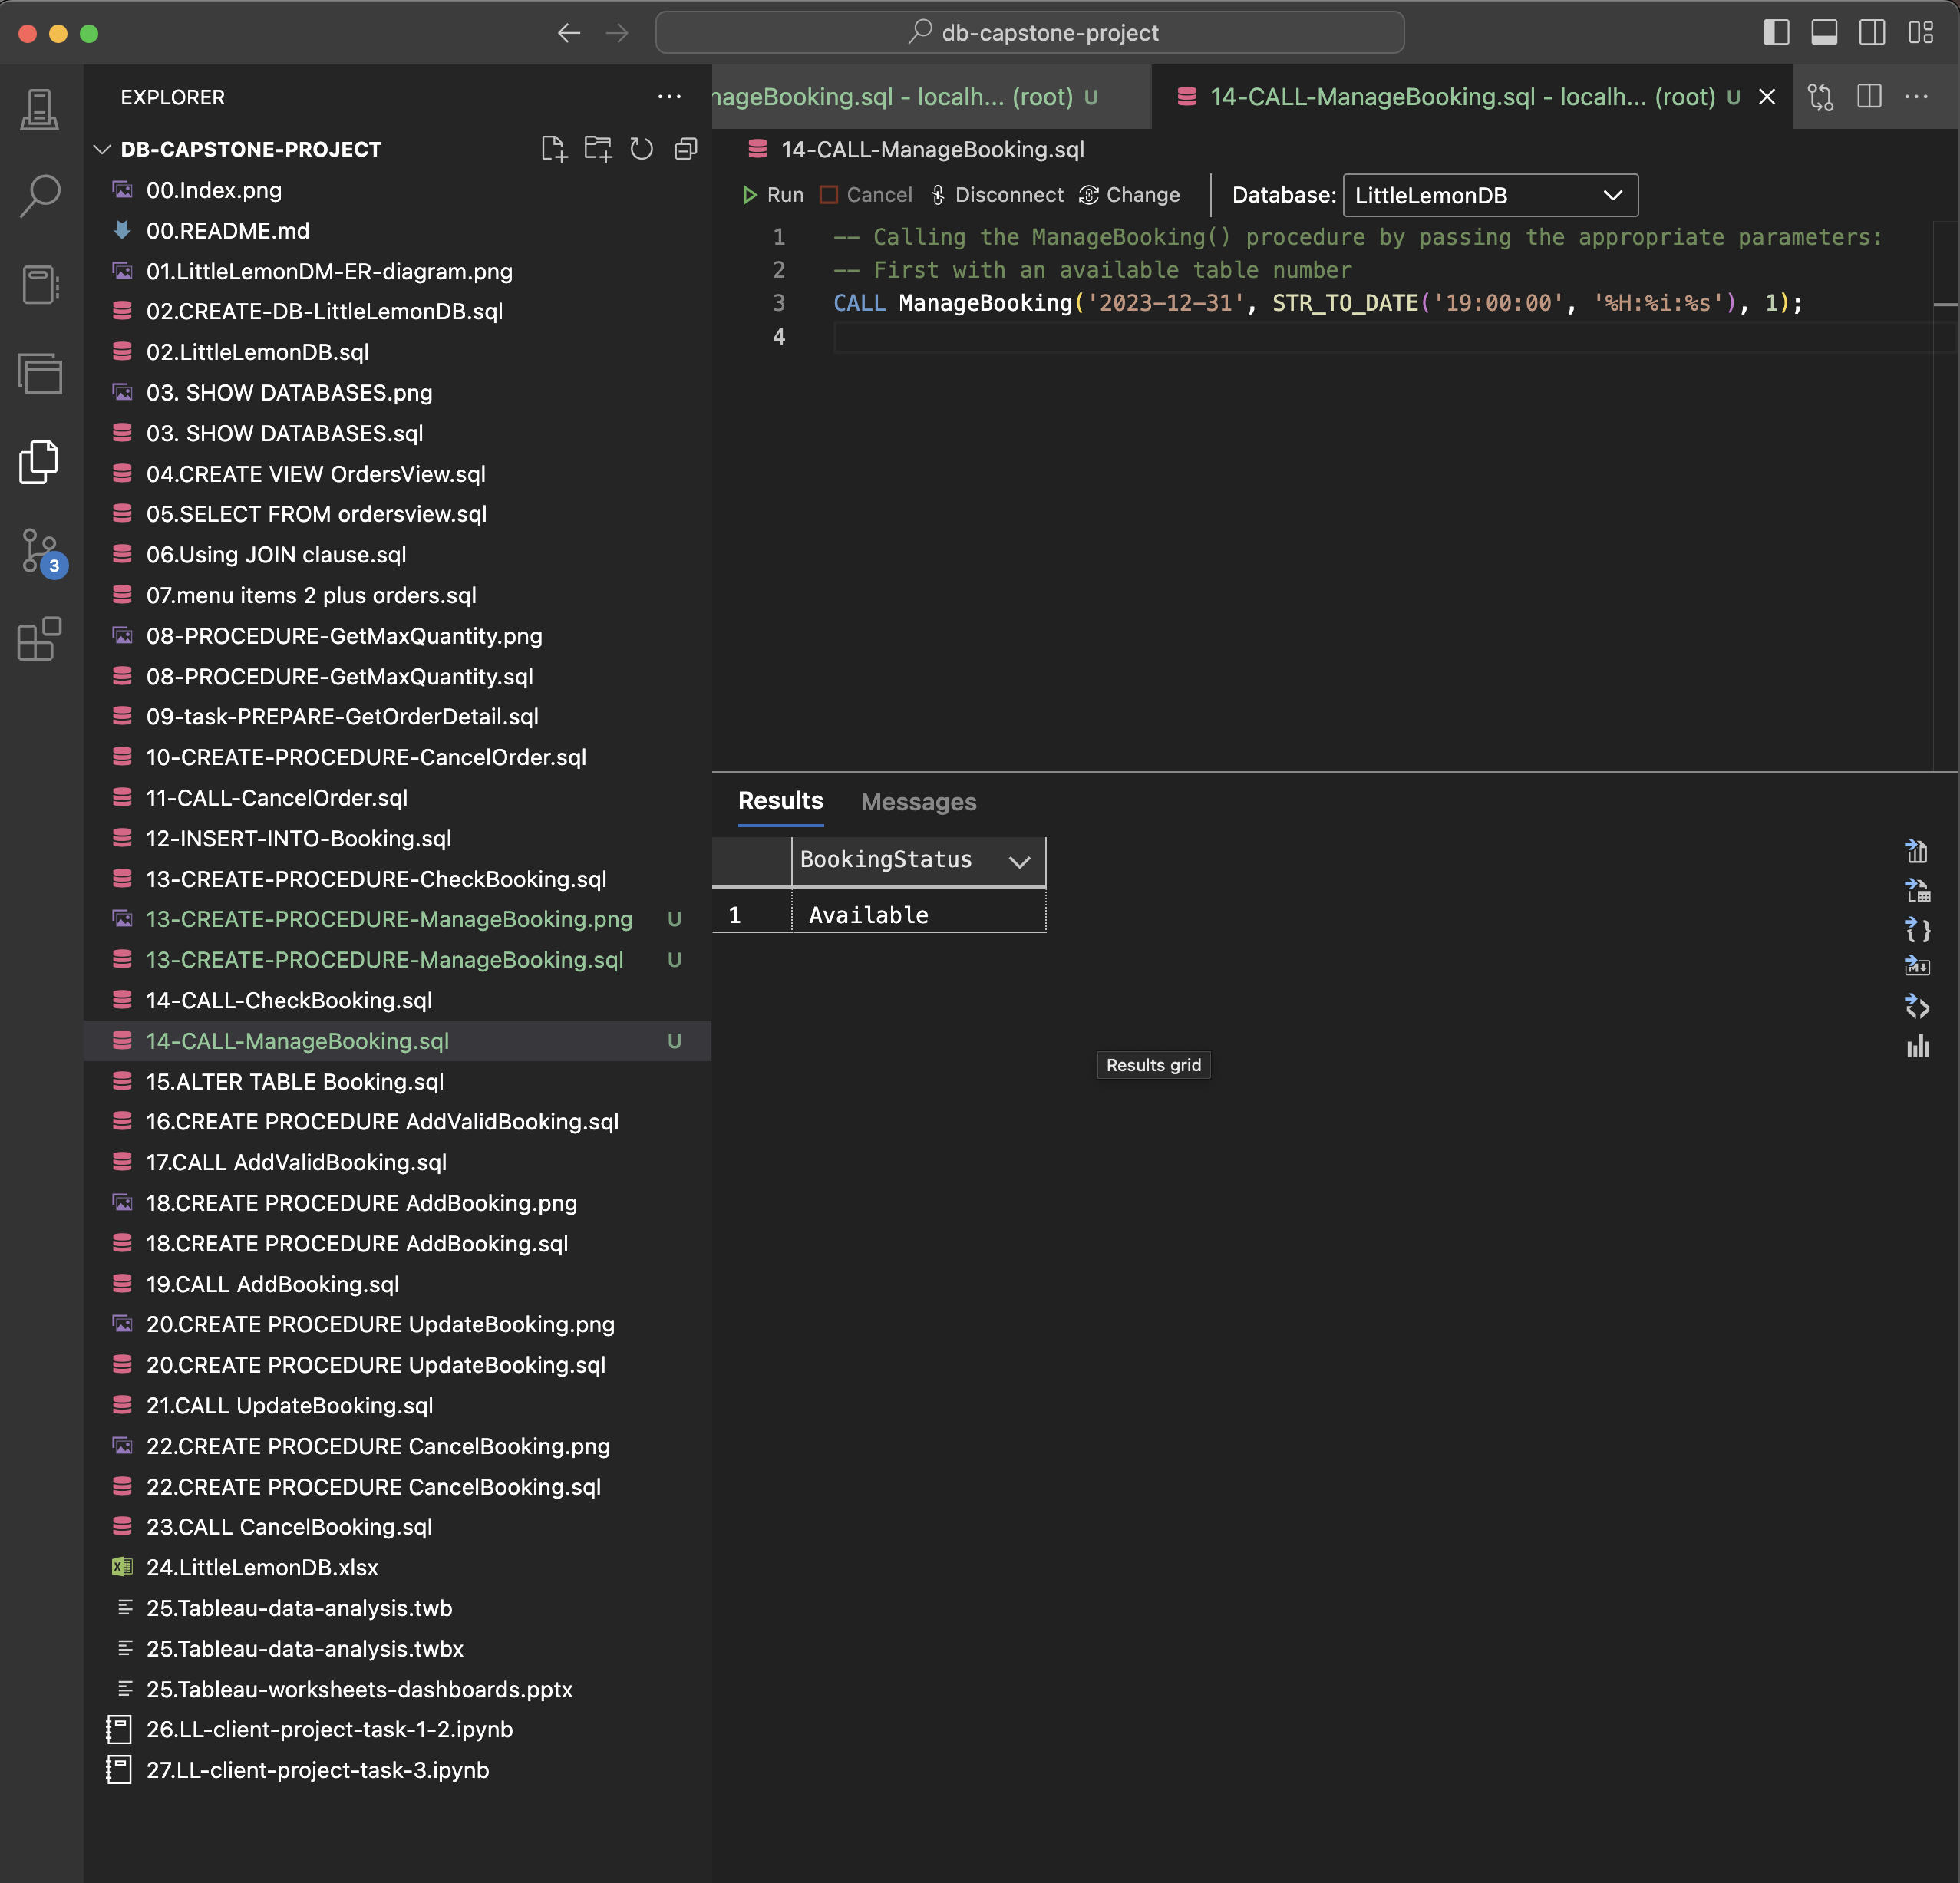 db-capstone-project
EXPLORER
DB-CAPSTONE-PROJECT
00.Index.png
00.README.md
01.LittleLemonDM-ER-diagram.png
02.CREATE-DB-LittleLemonDB.sql
02.LittleLemonDB.sql
03. SHOW DATABASES.png
03. SHOW DATABASES.sql
04.CREATE VIEW OrdersView.sql
05.SELECT FROM ordersview.sql
06.Using JOIN clause.sql
07.menu items 2 plus orders.sql
08-PROCEDURE-GetMaxQuantity.png
08-PROCEDURE-GetMaxQuantity.sql
09-task-PREPARE-GetOrderDetail.sql
10-CREATE-PROCEDURE-CancelOrder.sql
11-CALL-CancelOrder.sql
12-INSERT-INTO-Booking.sql
13-CREATE-PROCEDURE-CheckBooking.sql
13-CREATE-PROCEDURE-ManageBooking.png U
13-CREATE-PROCEDURE-ManageBooking.sql U
14-CALL-CheckBooking.sql
14-CALL-ManageBooking.sql U
15.ALTER TABLE Booking.sql
16.CREATE PROCEDURE AddValidBooking.sql
17.CALL AddValidBooking.sql
18.CREATE PROCEDURE AddBooking.png
18.CREATE PROCEDURE AddBooking.sql
19.CALL AddBooking.sql
20.CREATE PROCEDURE UpdateBooking.png
20.CREATE PROCEDURE UpdateBooking.sql
21.CALL UpdateBooking.sql
22.CREATE PROCEDURE CancelBooking.png
22.CREATE PROCEDURE CancelBooking.sql
23.CALL CancelBooking.sql
24.LittleLemonDB.xlsx
25.Tableau-data-analysis.twb
25.Tableau-data-analysis.twbx
25.Tableau-worksheets-dashboards.pptx
26.LL-client-project-task-1-2.ipynb
27.LL-client-project-task-3.ipynb
3
nageBooking.sql - localh... (root) U
14-CALL-ManageBooking.sql - localh... (root) U
14-CALL-ManageBooking.sql
Run Cancel Disconnect Change Database: LittleLemonDB
1 -- Calling the ManageBooking() procedure by passing the appropriate parameters:
2 -- First with an available table number
3 CALL ManageBooking('2023-12-31', STR_TO_DATE('19:00:00', '%H:%i:%s'), 1);
4
Results Messages
BookingStatus
1 Available
Results grid